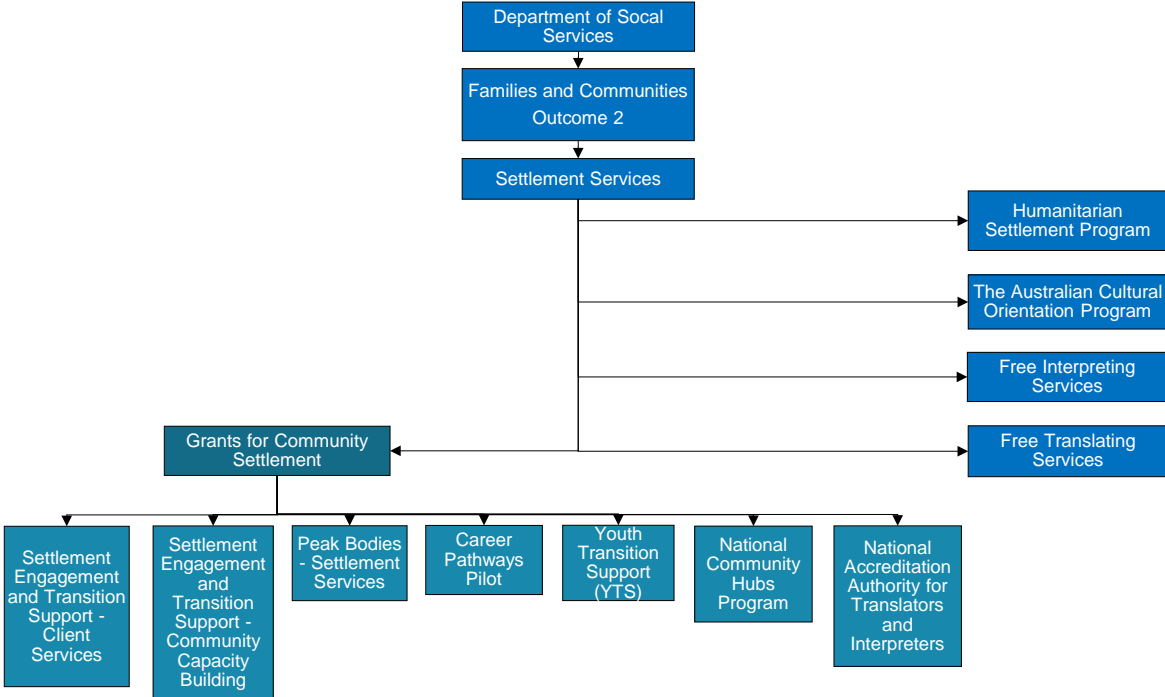 Department of Socal
Services
Families and Communities
Outcome 2
Settlement Services
Humanitarian
Settlement Program
The Australian Cultural
Orientation Program
Free Interpreting
Services
Free Translating
Services
Grants for Community
Settlement
Settlement
Engagement
and Transition
Support -
Client
Services
Settlement
Engagement
and
Transition
Support -
Community
Capacity
Building
Peak Bodies
- Settlement
Services
Career
Pathways
Pilot
Youth
Transition
Support
(YTS)
National
Community
Hubs
Program
National
Accreditation
Authority for
Translators
and
Interpreters